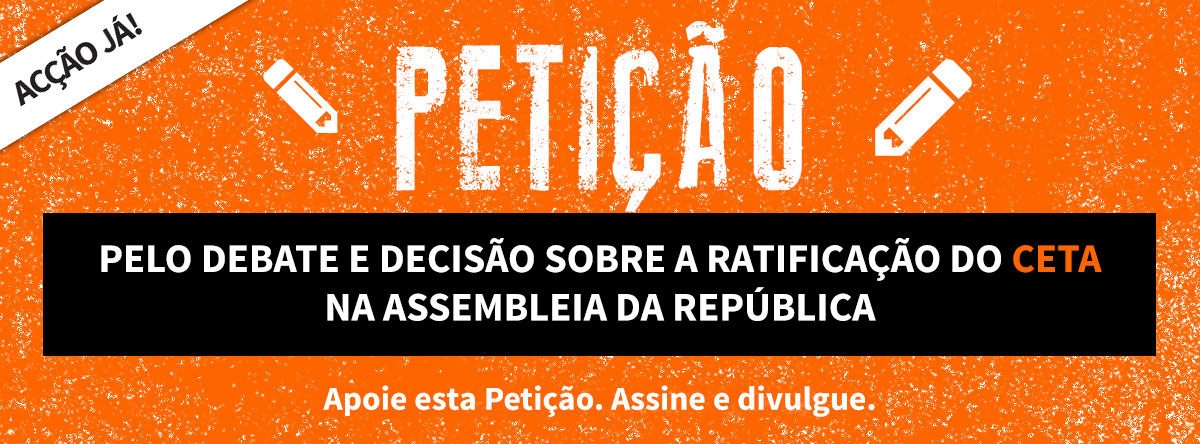 ACÇÃO JÁ!
PETIÇÃO
PELO DEBATE E DECISÃO SOBRE A RATIFICAÇÃO DO CETA
NA ASSEMBLEIA DA REPÚBLICA
Apoie esta Petição. Assine e divulgue.